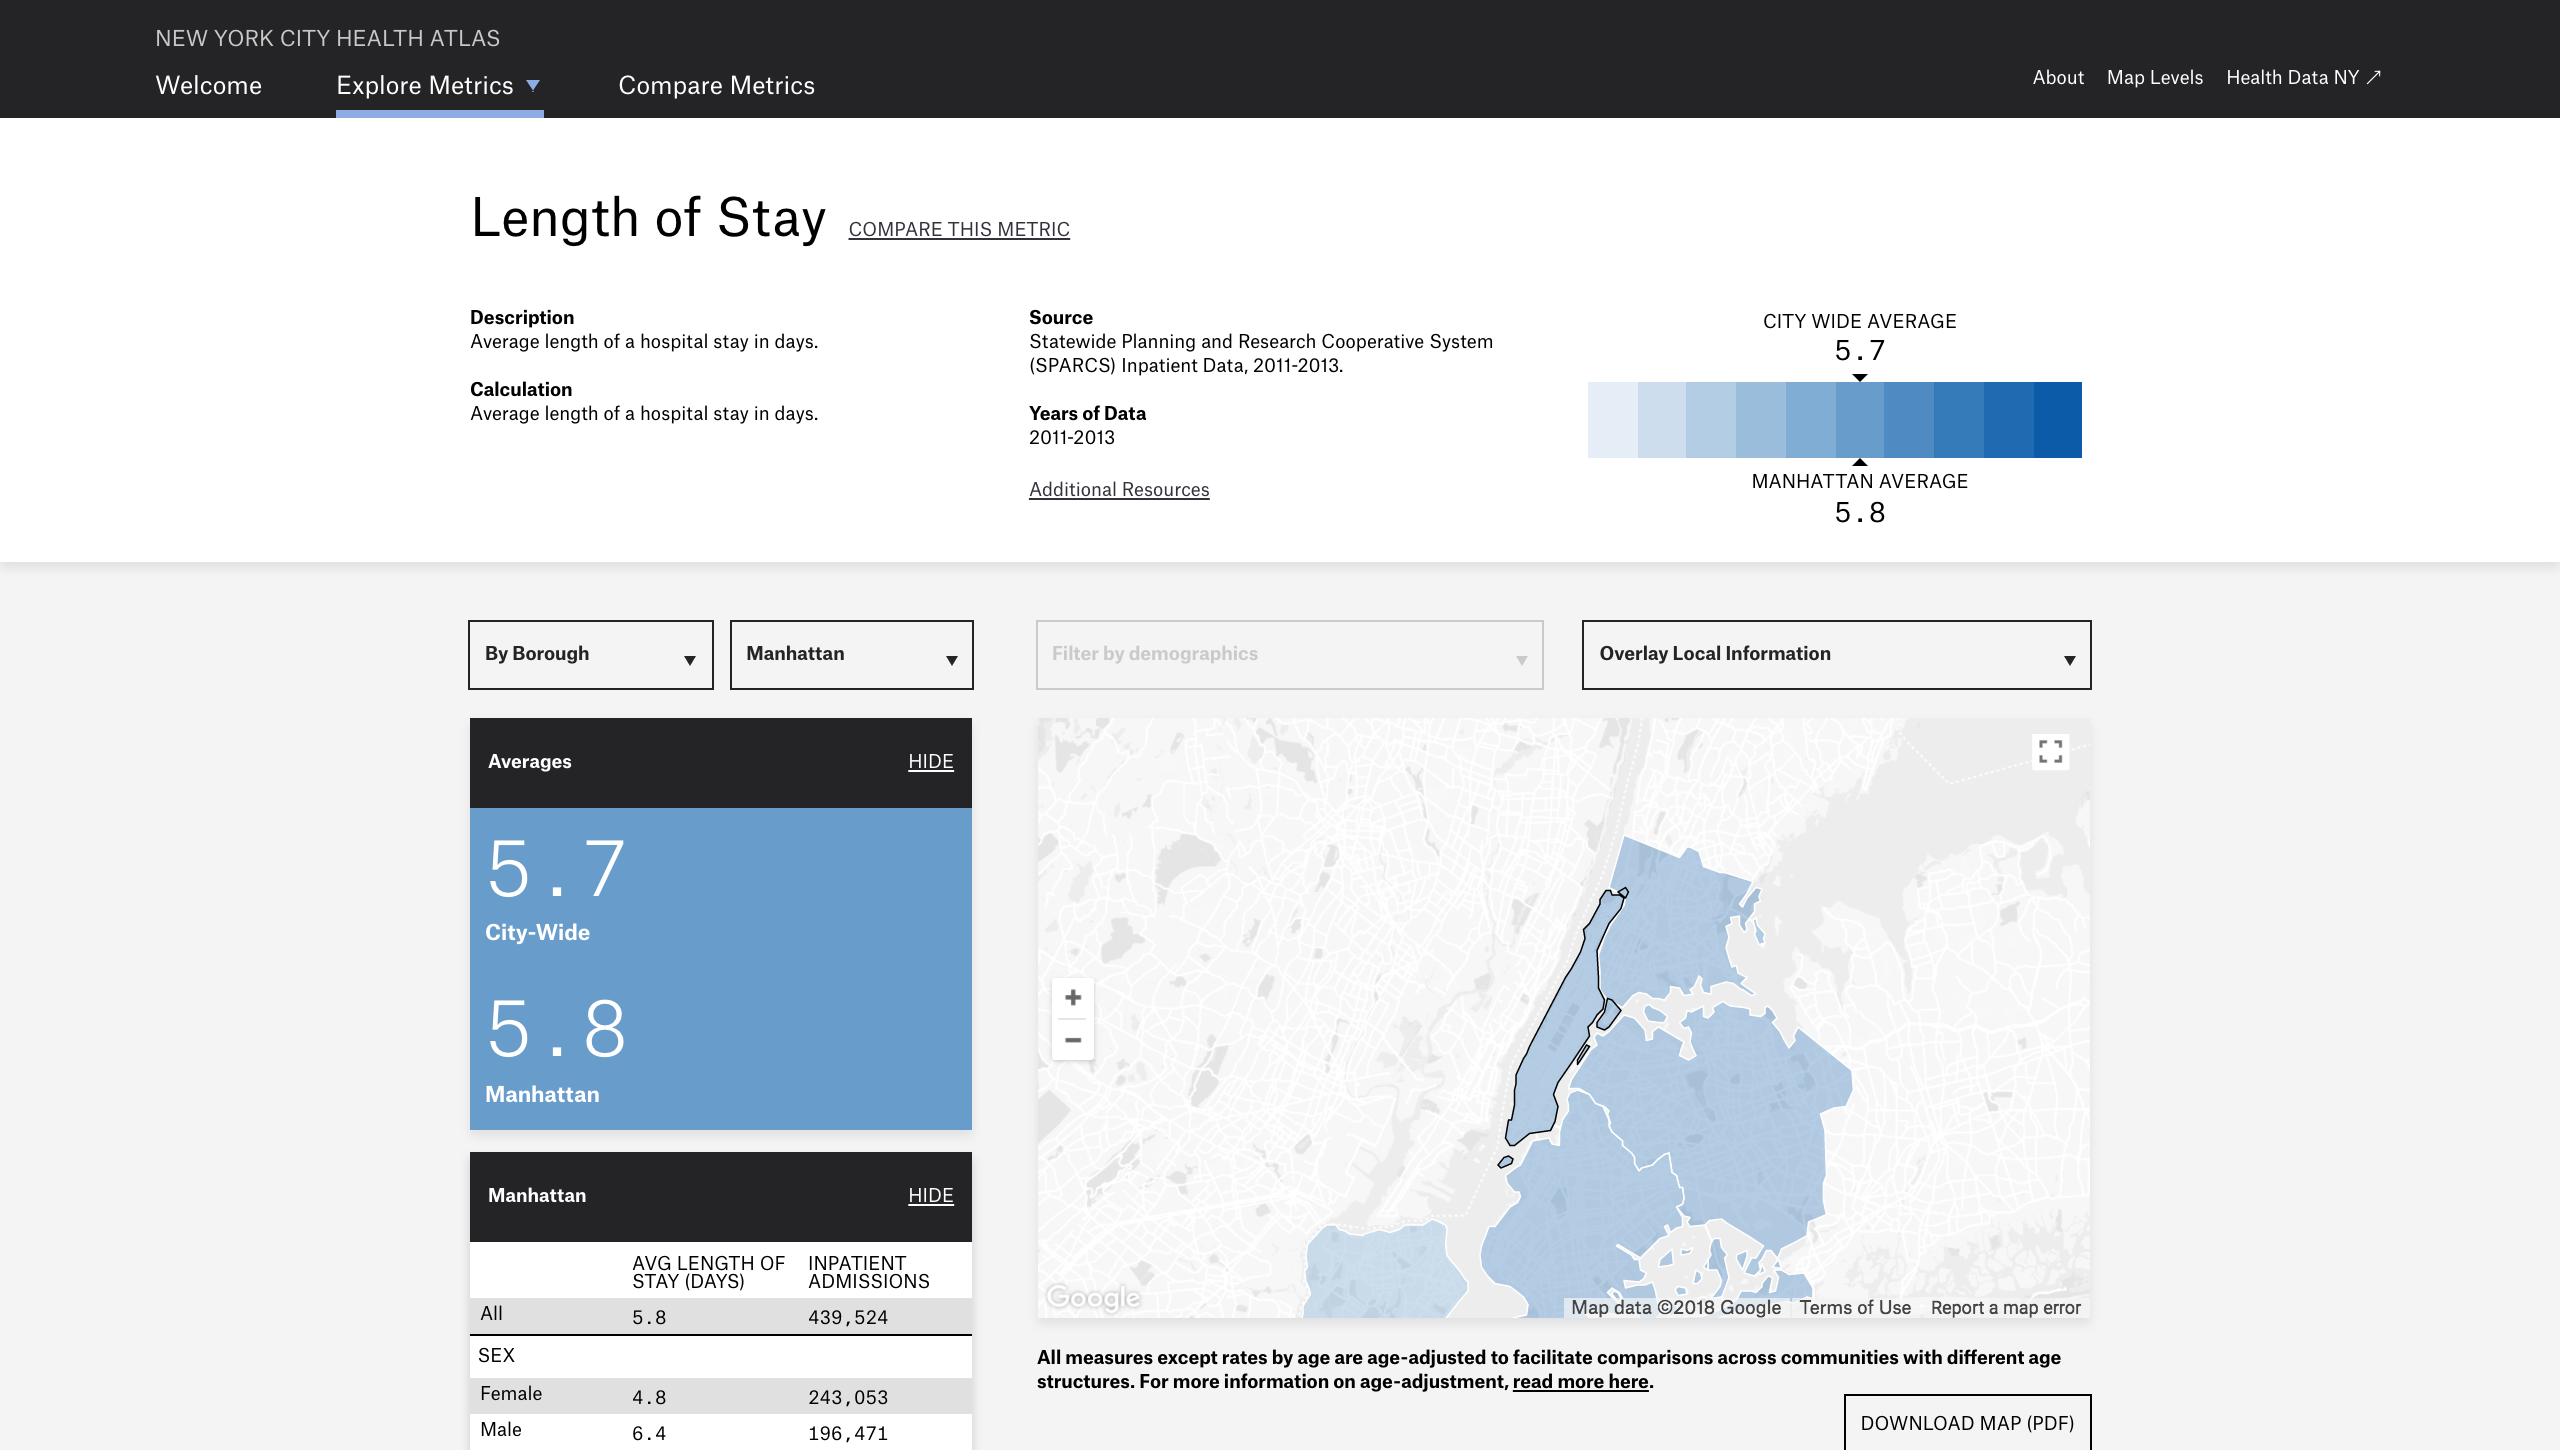 NEW YORK CITY HEALTH ATLAS
Welcome
Explore Metrics
Compare Metrics
About
Map Levels
Health Data NY ↗
Length of Stay
COMPARE THIS METRIC
Description
Average length of a hospital stay in days.
Calculation
Average length of a hospital stay in days.
Source
Statewide Planning and Research Cooperative System
(SPARCS) Inpatient Data, 2011-2013.
Years of Data
2011-2013
Additional Resources
CITY WIDE AVERAGE
5.7
MANHATTAN AVERAGE
5.8
By Borough
Manhattan
Filter by demographics
Overlay Local Information
Averages
HIDE
5.7
City-Wide
5.8
Manhattan
Manhattan
HIDE
AVG LENGTH OF
STAY (DAYS)
INPATIENT
ADMISSIONS
All 5.8 439,524
SEX
Female 4.8 243,053
Male 6.4 196,471
Google
Map data ©2018 Google
Terms of Use
Report a map error
All measures except rates by age are age-adjusted to facilitate comparisons across communities with different age
structures. For more information on age-adjustment, read more here.
DOWNLOAD MAP (PDF)